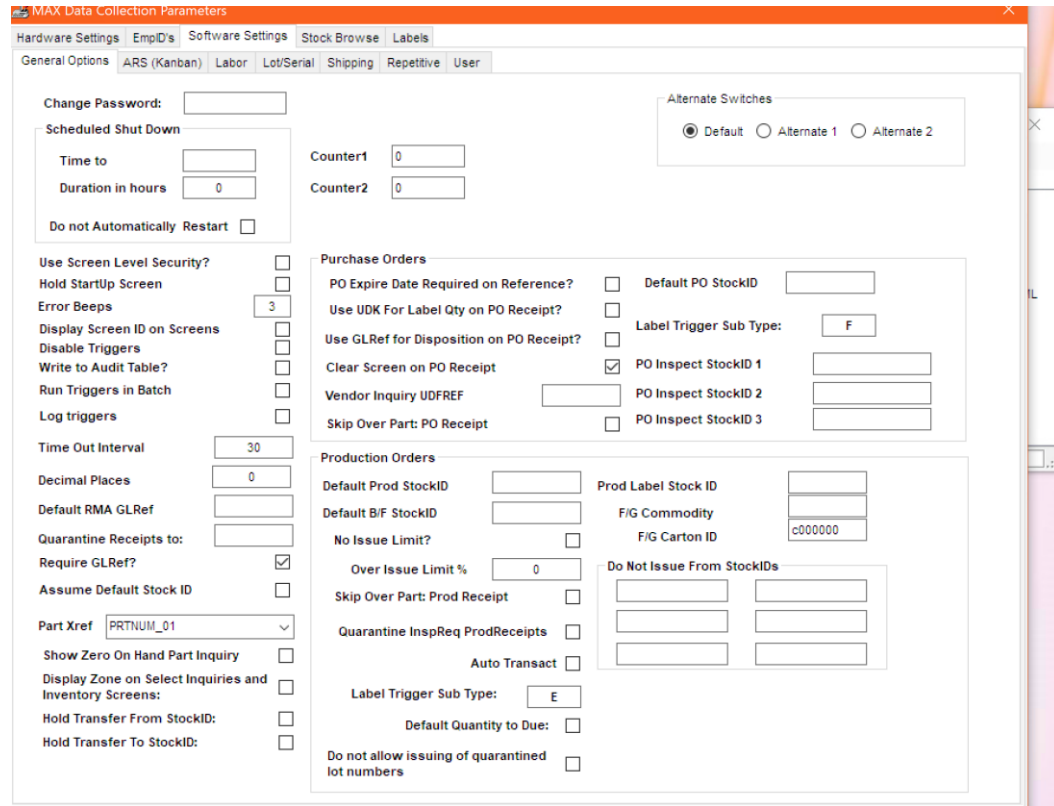 MAX Data Collection Parameters
Hardware Settings EmpID's Software Settings Stock Browse Labels
General Options ARS (Kanban) Labor Lot/Serial Shipping Repetitive User
Change Password:
Alternate Switches
Default Alternate 1 Alternate 2
Scheduled Shut Down
Time to
Duration in hours 0
Do not Automatically Restart
Counter1 0
Counter2 0
Use Screen Level Security?
Hold StartUp Screen
Error Beeps 3
Display Screen ID on Screens
Disable Triggers
Write to Audit Table?
Run Triggers in Batch
Log triggers
Time Out Interval 30
Decimal Places 0
Default RMA GLRef
Quarantine Receipts to:
Require GLRef?
Assume Default Stock ID
Part Xref PRTNUM_01
Show Zero On Hand Part Inquiry
Display Zone on Select Inquiries and
Inventory Screens:
Hold Transfer From StockID:
Hold Transfer To StockID:
Purchase Orders
PO Expire Date Required on Reference?
Use UDK For Label Qty on PO Receipt?
Use GLRef for Disposition on PO Receipt?
Clear Screen on PO Receipt
Vendor Inquiry UDFREF
Skip Over Part: PO Receipt
Default PO StockID
Label Trigger Sub Type: F
PO Inspect StockID 1
PO Inspect StockID 2
PO Inspect StockID 3
Production Orders
Default Prod StockID
Default B/F StockID
No Issue Limit?
Over Issue Limit % 0
Skip Over Part: Prod Receipt
Quarantine InspReq ProdReceipts
Auto Transact
Label Trigger Sub Type: E
Default Quantity to Due:
Do not allow issuing of quarantined
lot numbers
Prod Label Stock ID
F/G Commodity
F/G Carton ID c000000
Do Not Issue From StockIDs